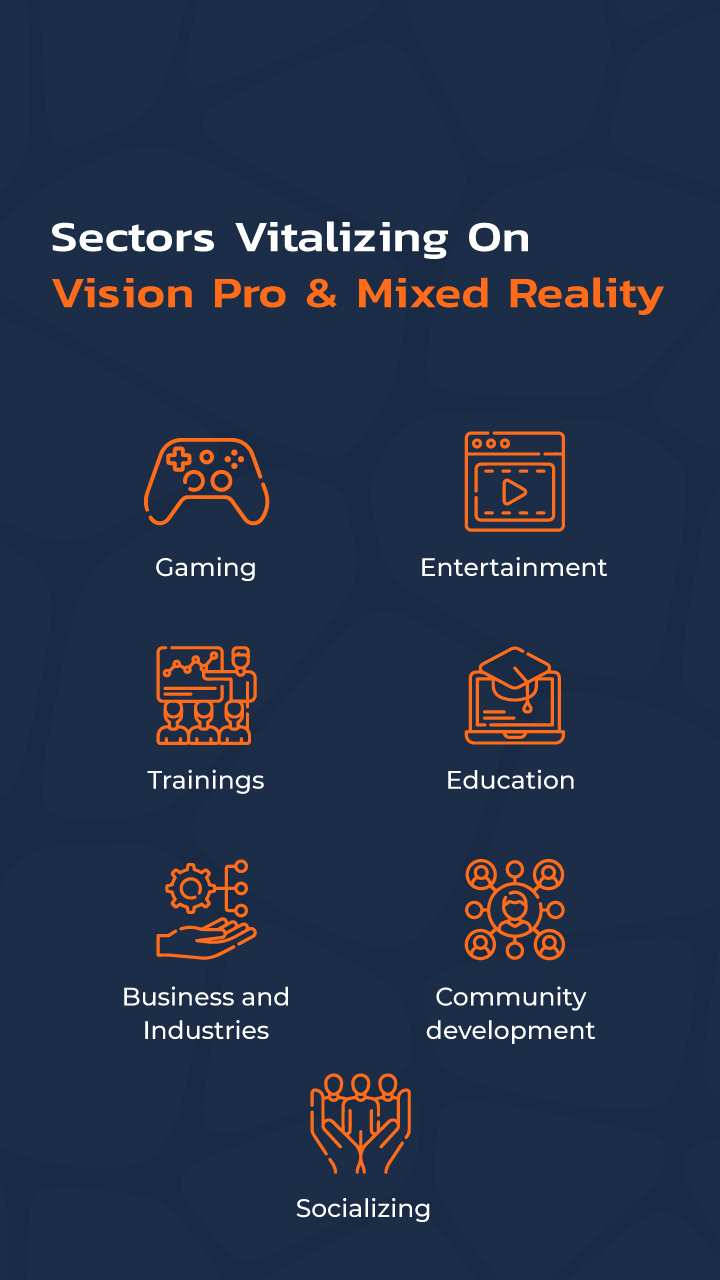 Sectors Vitalizing On
Vision Pro & Mixed Reality
Gaming
Entertainment
Trainings
Education
Business and
Industries
Community
development
Socializing